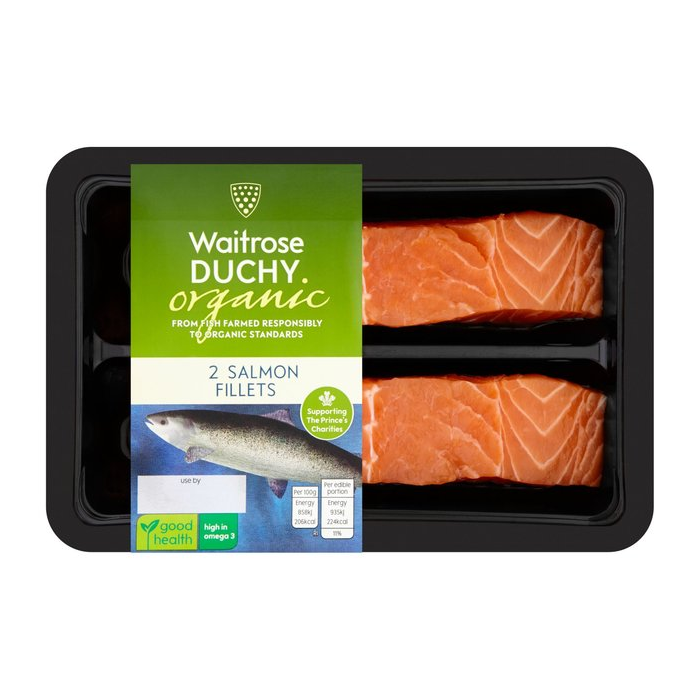 Waitrose
DUCHY
organic
FROM FISH FARMED RESPONSIBLY
TO ORGANIC STANDARDS
2 SALMON
FILLETS
Supporting
The Prince's
Charities
use by
Per 100g
Energy
858kJ
206kcal
Per edible
portion
Energy
935kJ
224kcal
11%
good
health
high in
omega 3